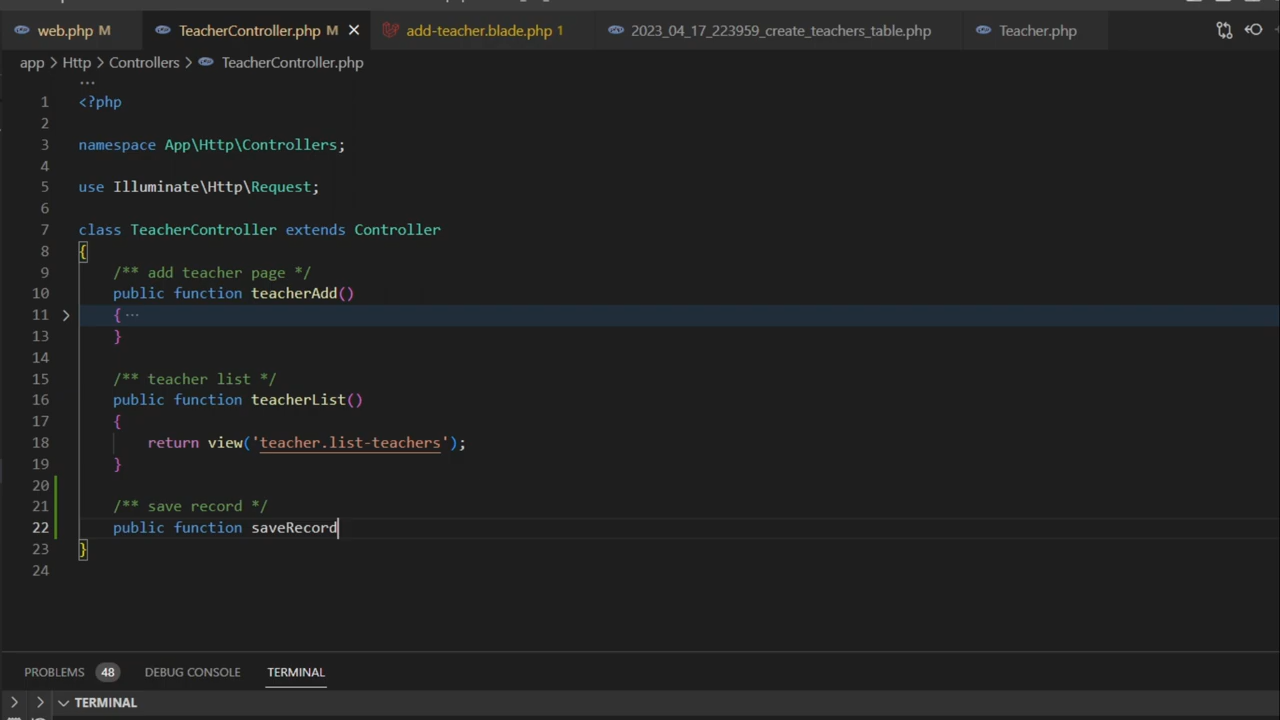 web.php M TeacherController.php M add-teacher.blade.php 1 2023_04_17_223959_create_teachers_table.php Teacher.php
app > Http > Controllers > TeacherController.php
...
1 <?php
2
3 namespace App\Http\Controllers;
4
5 use Illuminate\Http\Request;
6
7 class TeacherController extends Controller
8 {
9 /** add teacher page */
10 public function teacherAdd()
11 { ...
13 }
14
15 /** teacher list */
16 public function teacherList()
17 {
18 return view('teacher.list-teachers');
19 }
20
21 /** save record */
22 public function saveRecord
23 }
24
PROBLEMS 48 DEBUG CONSOLE TERMINAL
TERMINAL